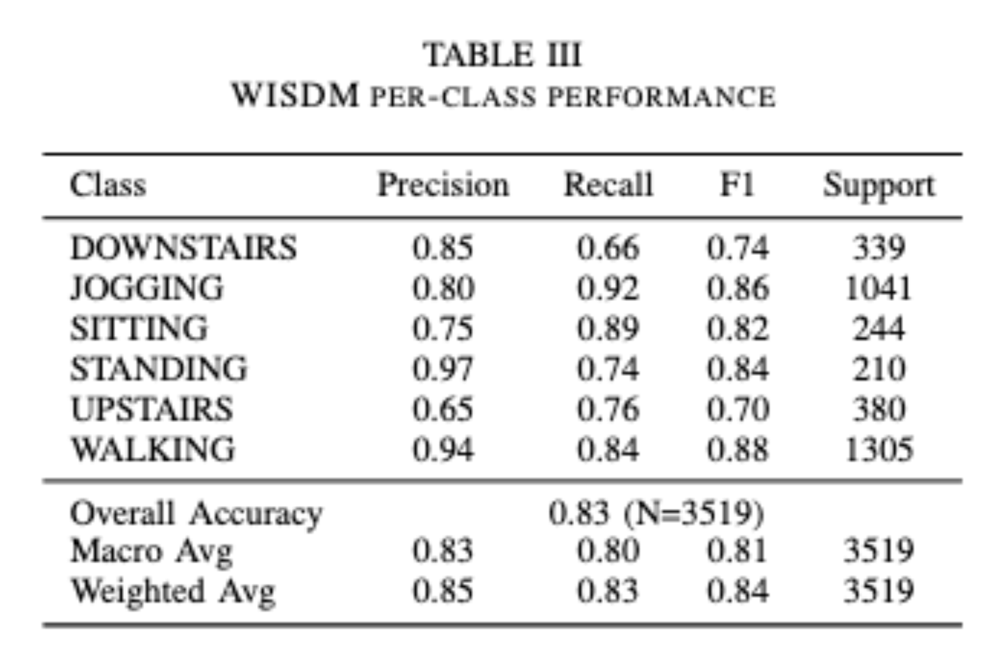 TABLE III
WISDM PER-CLASS PERFORMANCE
Class Precision Recall F1 Support
DOWNSTAIRS 0.85 0.66 0.74 339
JOGGING 0.80 0.92 0.86 1041
SITTING 0.75 0.89 0.82 244
STANDING 0.97 0.74 0.84 210
UPSTAIRS 0.65 0.76 0.70 380
WALKING 0.94 0.84 0.88 1305
Overall Accuracy 0.83 (N=3519)
Macro Avg 0.83 0.80 0.81 3519
Weighted Avg 0.85 0.83 0.84 3519